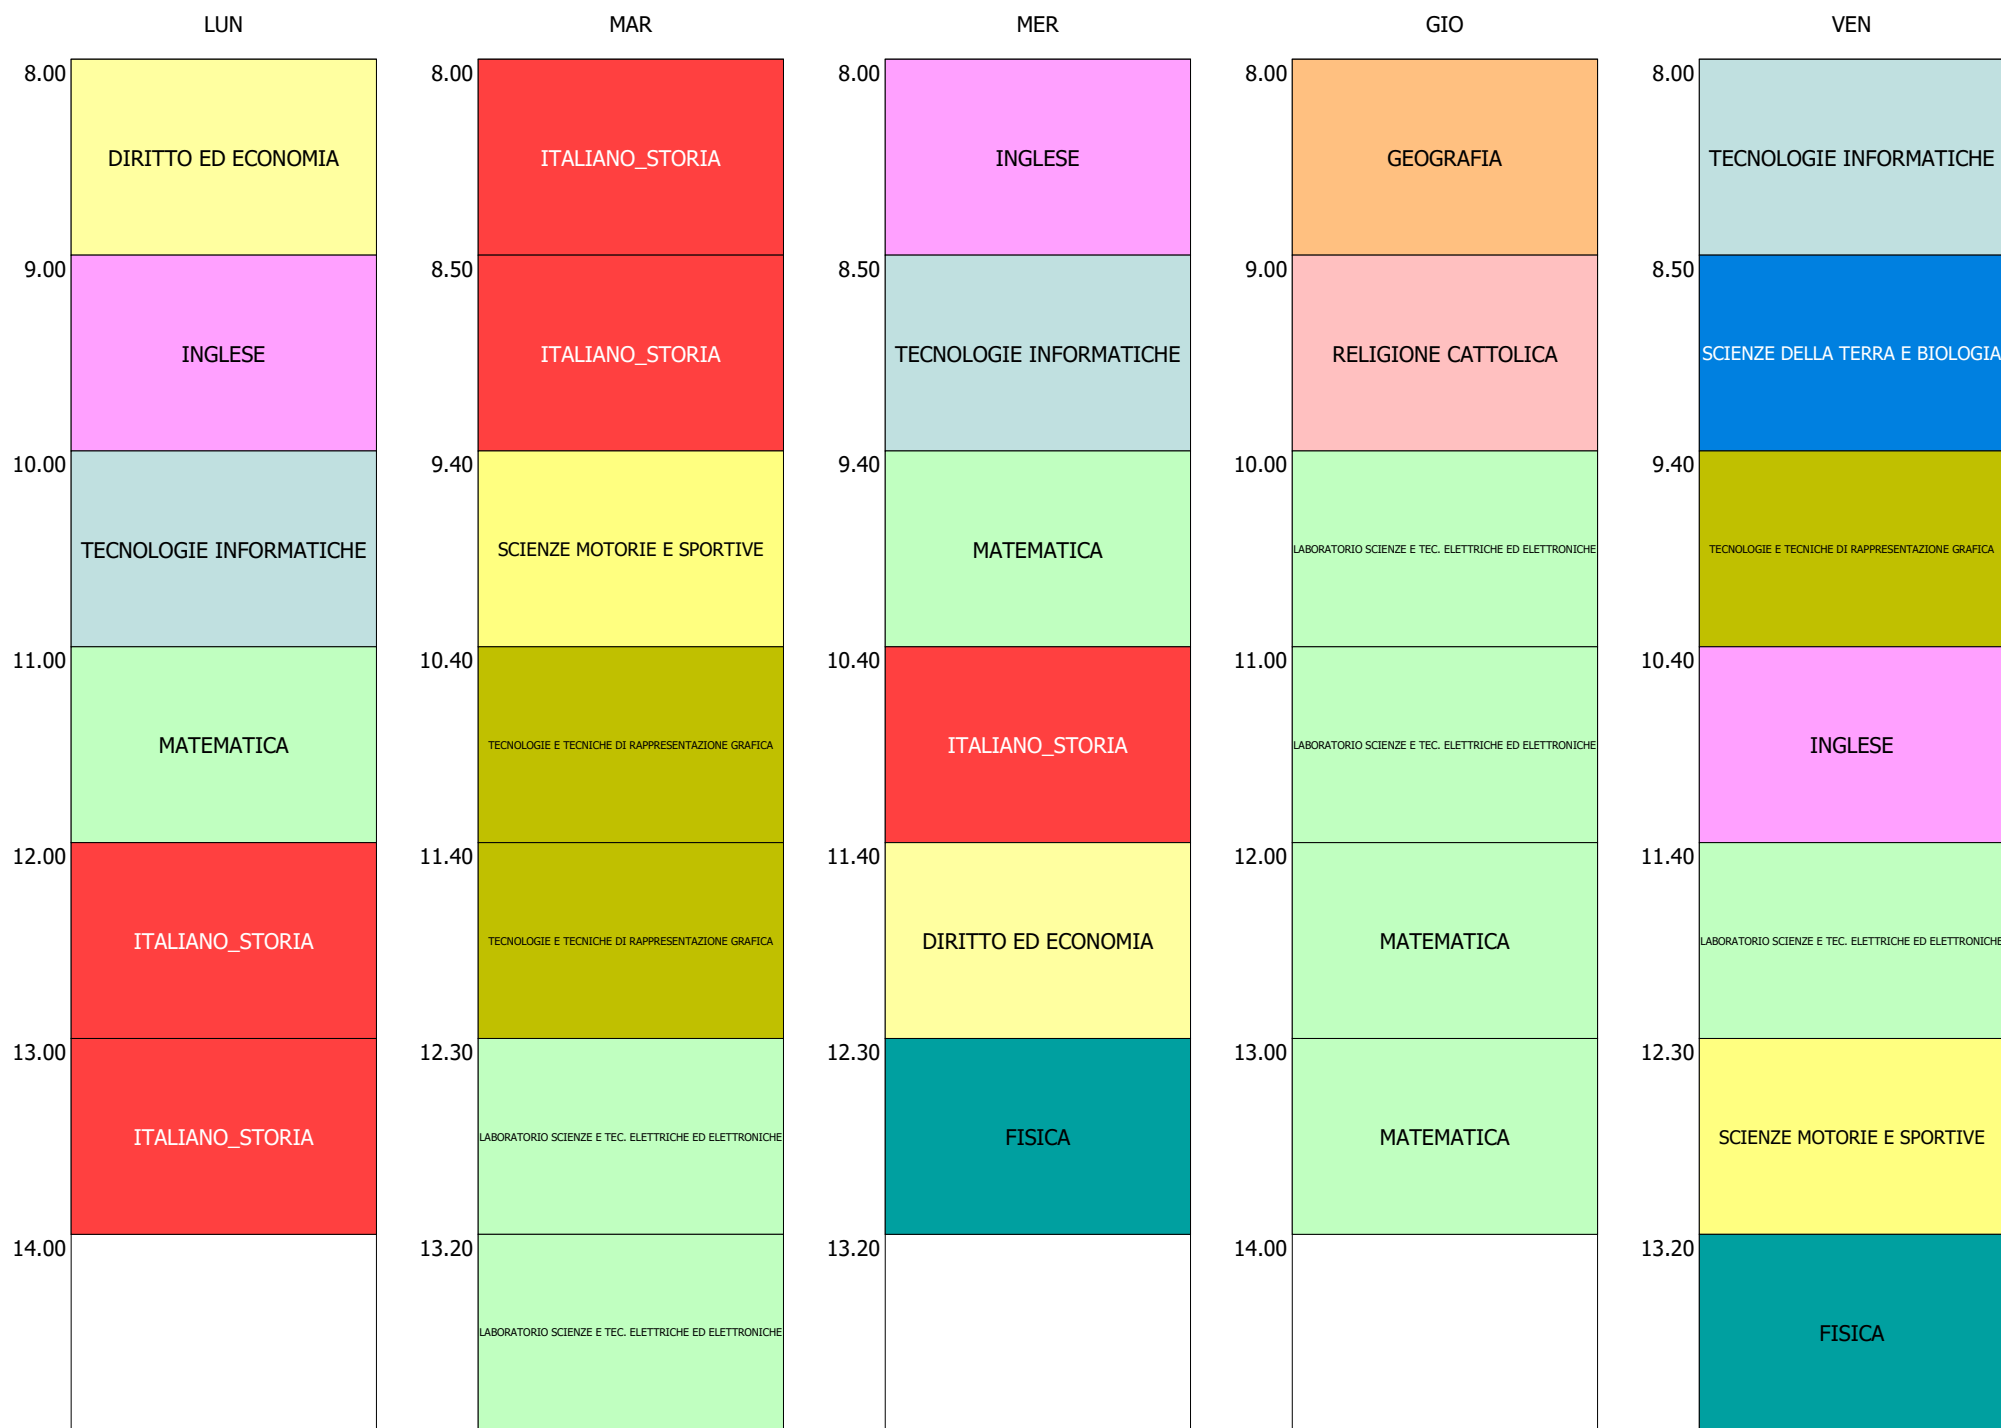 LUN MAR MER GIO VEN
8.00 DIRITTO ED ECONOMIA 8.00 ITALIANO_STORIA 8.00 INGLESE 8.00 GEOGRAFIA 8.00 TECNOLOGIE INFORMATICHE
9.00 INGLESE 8.50 ITALIANO_STORIA 8.50 TECNOLOGIE INFORMATICHE 9.00 RELIGIONE CATTOLICA 8.50 SCIENZE DELLA TERRA E BIOLOGIA
10.00 TECNOLOGIE INFORMATICHE 9.40 SCIENZE MOTORIE E SPORTIVE 9.40 MATEMATICA 10.00 LABORATORIO SCIENZE E TEC. ELETTRICHE ED ELETTRONICHE 9.40 TECNOLOGIE E TECNICHE DI RAPPRESENTAZIONE GRAFICA
11.00 MATEMATICA 10.40 TECNOLOGIE E TECNICHE DI RAPPRESENTAZIONE GRAFICA 10.40 ITALIANO_STORIA 11.00 LABORATORIO SCIENZE E TEC. ELETTRICHE ED ELETTRONICHE 10.40 INGLESE
12.00 ITALIANO_STORIA 11.40 TECNOLOGIE E TECNICHE DI RAPPRESENTAZIONE GRAFICA 11.40 DIRITTO ED ECONOMIA 12.00 MATEMATICA 11.40 LABORATORIO SCIENZE E TEC. ELETTRICHE ED ELETTRONICHE
13.00 ITALIANO_STORIA 12.30 LABORATORIO SCIENZE E TEC. ELETTRICHE ED ELETTRONICHE 12.30 FISICA 13.00 MATEMATICA 12.30 SCIENZE MOTORIE E SPORTIVE
14.00 13.20 LABORATORIO SCIENZE E TEC. ELETTRICHE ED ELETTRONICHE 13.20 14.00 13.20 FISICA